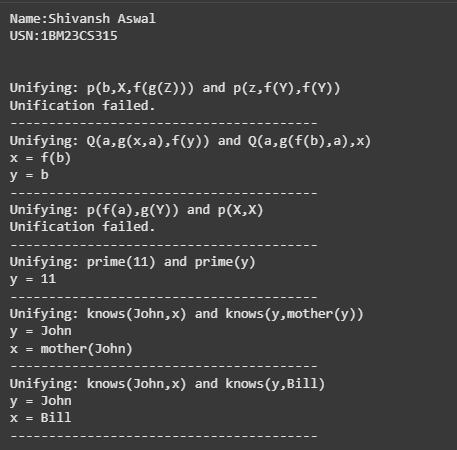 Name:Shivansh Aswal
USN:1BM23CS315
Unifying: p(b,X,f(g(Z))) and p(z,f(Y),f(Y))
Unification failed.
----------------------------------------
Unifying: Q(a,g(x,a),f(y)) and Q(a,g(f(b),a),x)
x = f(b)
y = b
----------------------------------------
Unifying: p(f(a),g(Y)) and p(X,X)
Unification failed.
----------------------------------------
Unifying: prime(11) and prime(y)
y = 11
----------------------------------------
Unifying: knows(John,x) and knows(y,mother(y))
y = John
x = mother(John)
----------------------------------------
Unifying: knows(John,x) and knows(y,Bill)
y = John
x = Bill
----------------------------------------